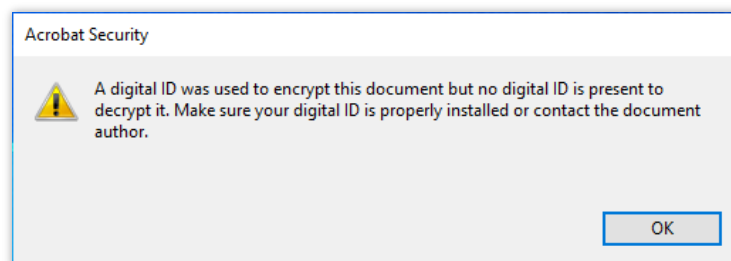 Acrobat Security
A digital ID was used to encrypt this document but no digital ID is present to
decrypt it. Make sure your digital ID is properly installed or contact the document
author.
OK